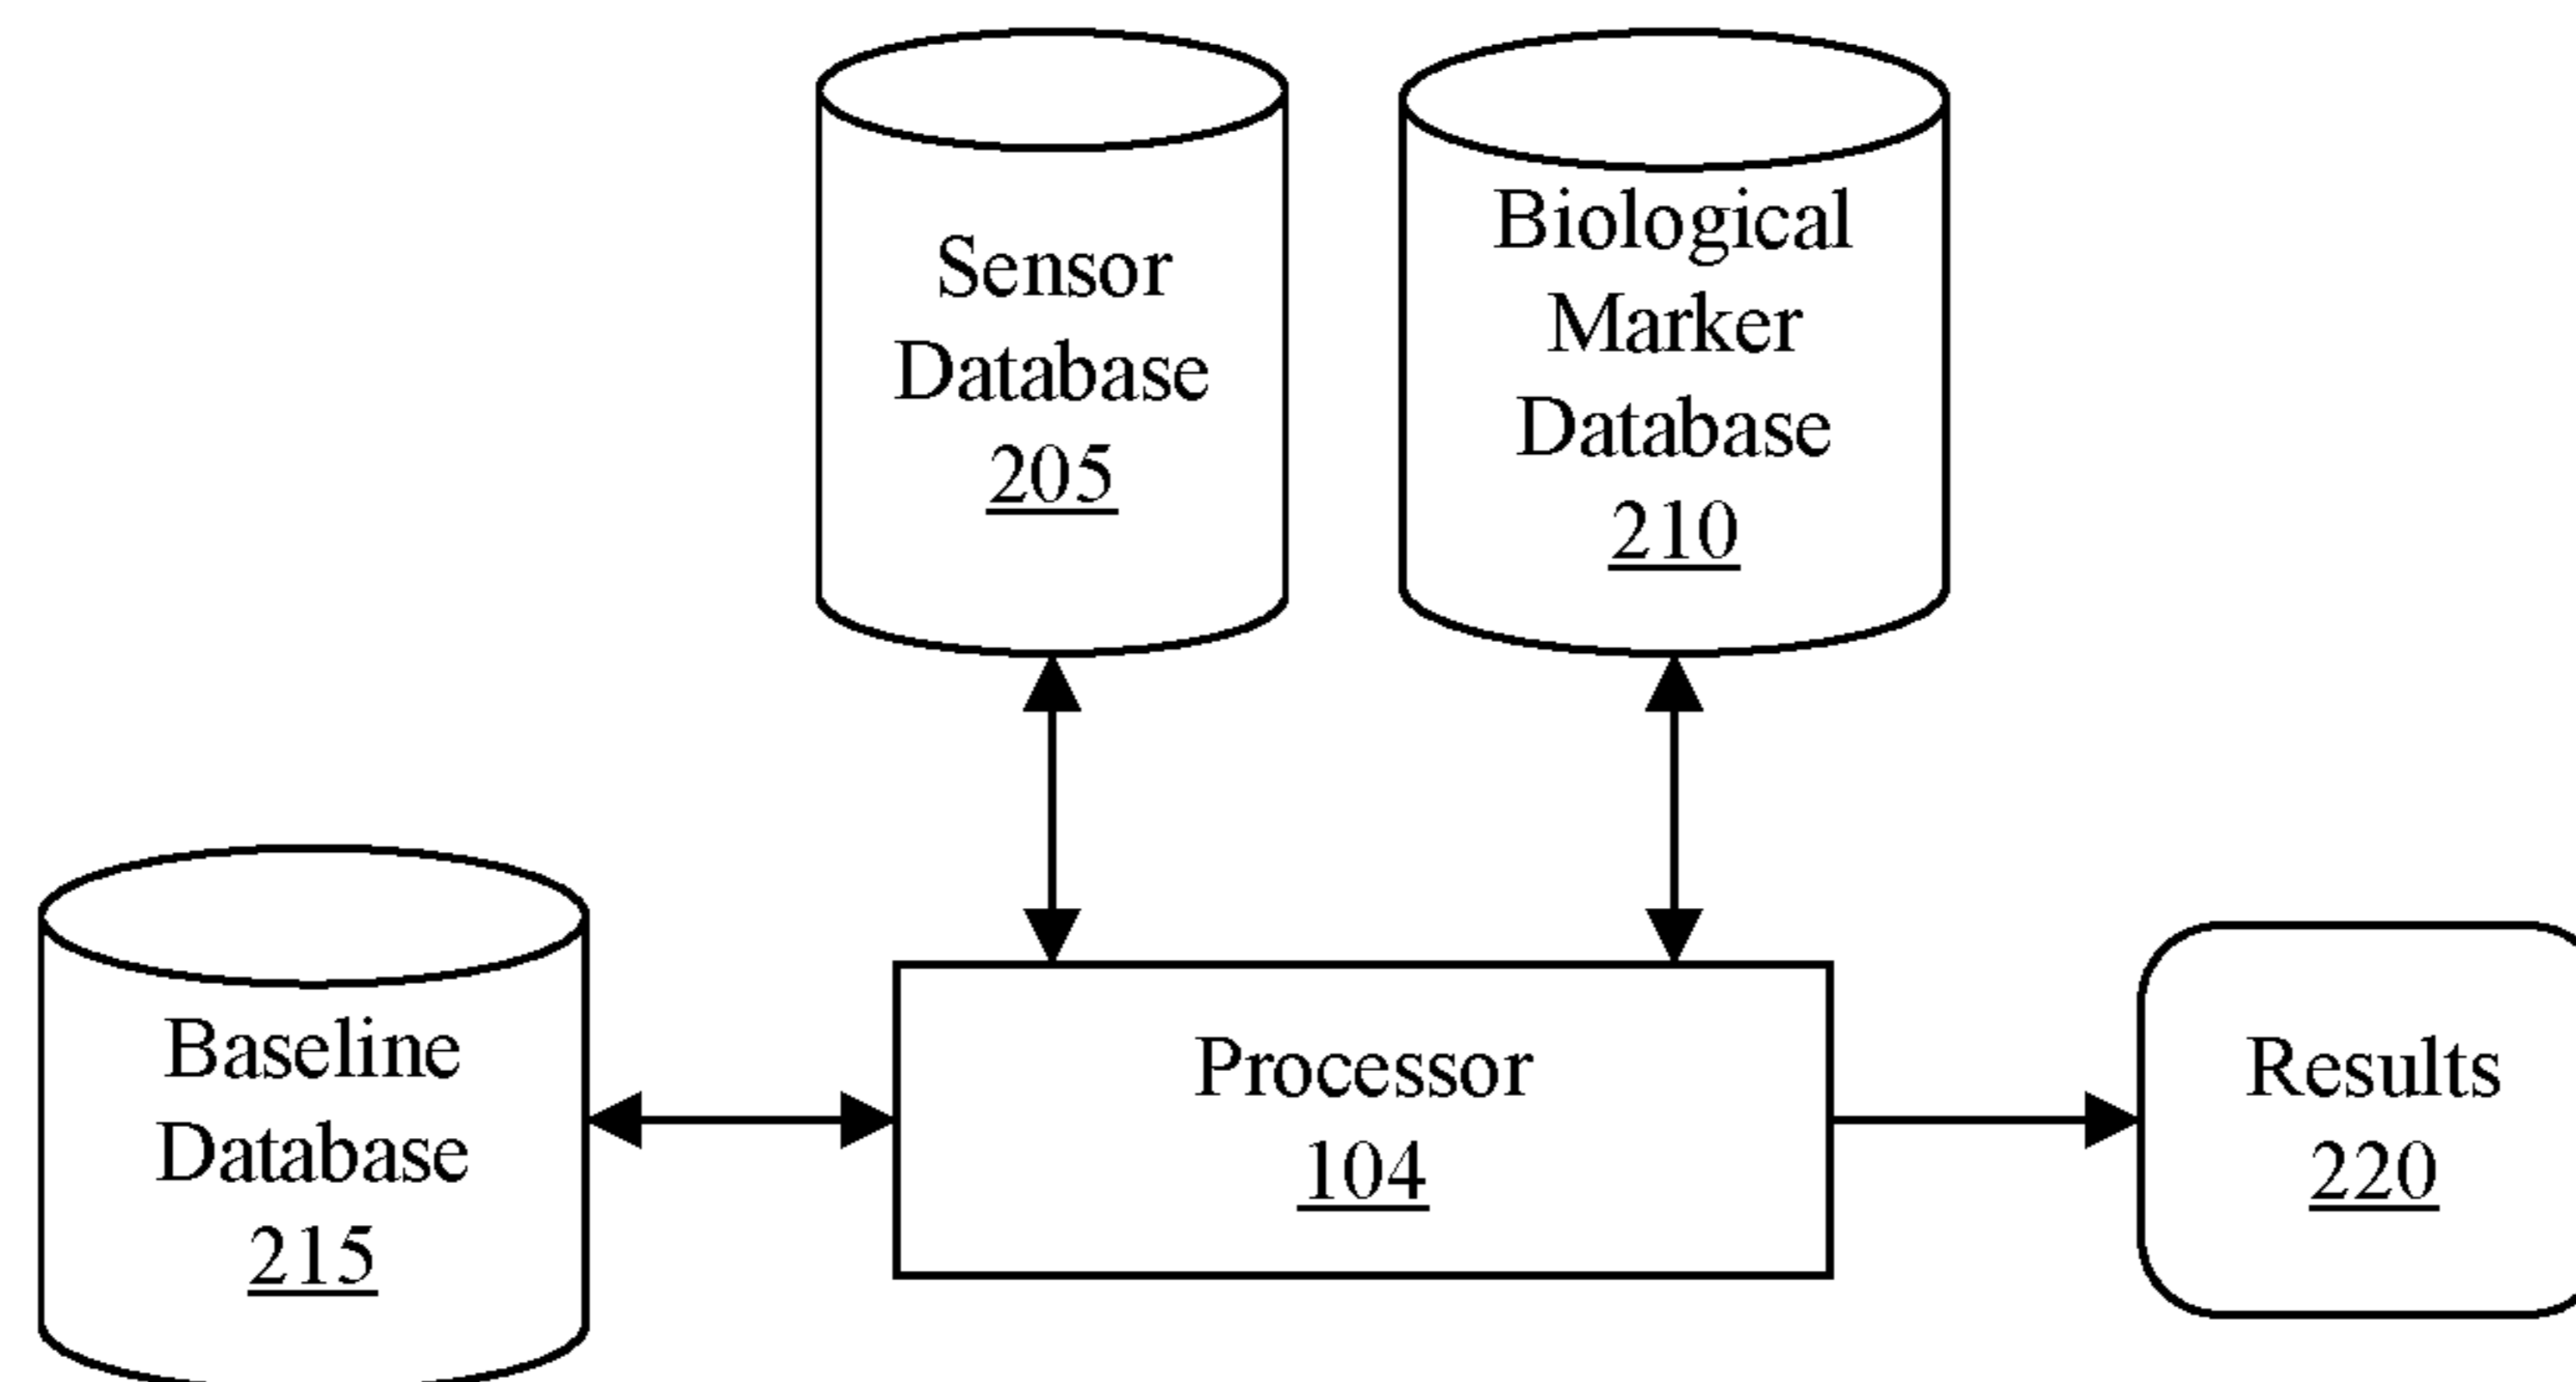 Sensor
Database
205
Biological
Marker
Database
210
Baseline
Database
215
Processor
104
Results
220